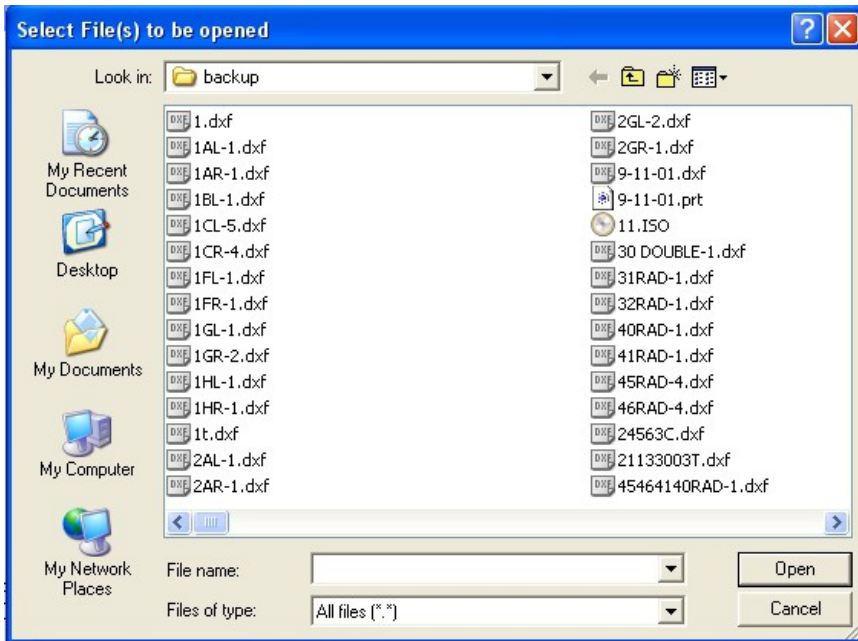 Select File(s) to be opened
Look in: backup
My Recent
Documents
Desktop
My Documents
My Computer
My Network
Places
1.dxf
1AL-1.dxf
1AR-1.dxf
1BL-1.dxf
1CL-5.dxf
1CR-4.dxf
1FL-1.dxf
1FR-1.dxf
1GL-1.dxf
1GR-2.dxf
1HL-1.dxf
1HR-1.dxf
1t.dxf
2AL-1.dxf
2AR-1.dxf
2GL-2.dxf
2GR-1.dxf
9-11-01.dxf
9-11-01.prt
11.ISO
30 DOUBLE-1.dxf
31RAD-1.dxf
32RAD-1.dxf
40RAD-1.dxf
41RAD-1.dxf
45RAD-4.dxf
46RAD-4.dxf
24563C.dxf
21133003T.dxf
45464140RAD-1.dxf
File name:
Open
Files of type: All files (*.*)
Cancel